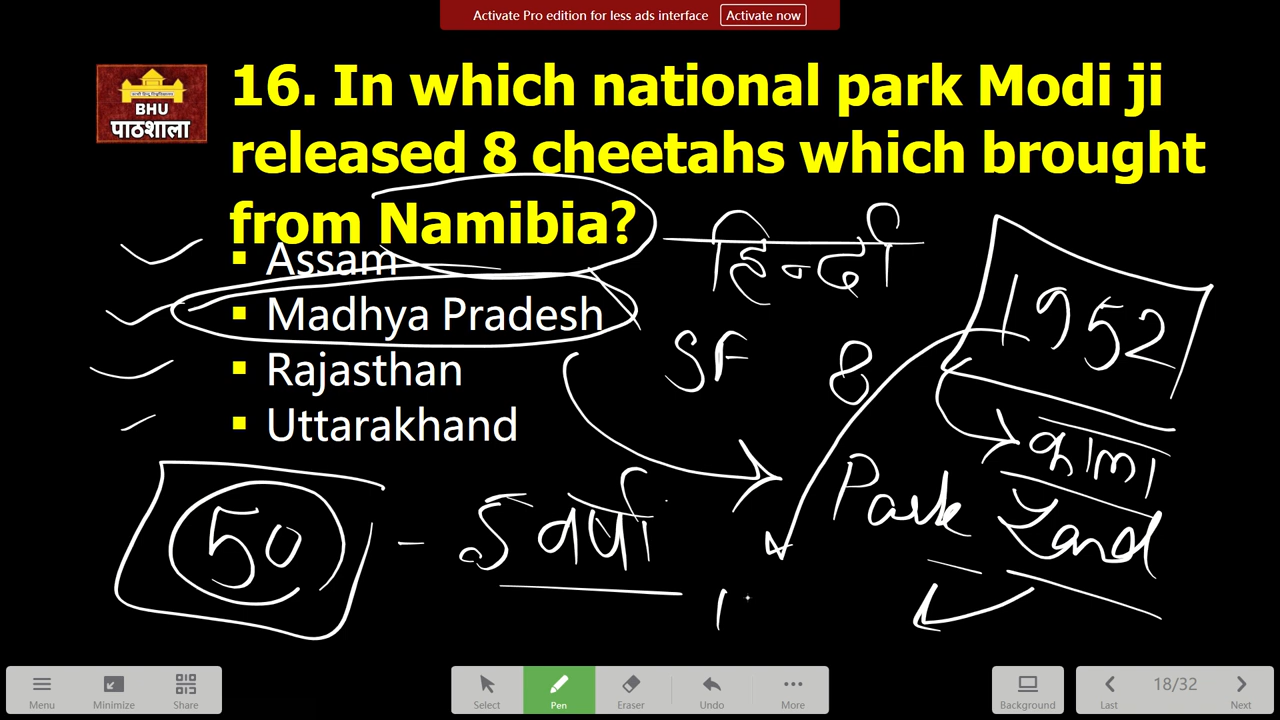 Activate Pro edition for less ads interface Activate now
BHU
पाठशाला
16. In which national park Modi ji
released 8 cheetahs which brought
from Namibia?
Assam
Madhya Pradesh
Rajasthan
Uttarakhand
हिन्दी
1952
SF 8
Park Land
50 - 5 वर्षो
Menu Minimize Share Select Pen Eraser Undo More Background Last 18/32 Next